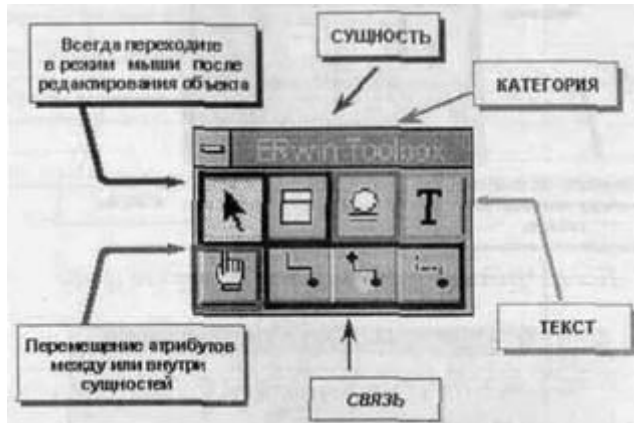 Всегда переходите
в режим мыши после
редактирования объекта
СУЩНОСТЬ
КАТЕГОРИЯ
ERwin Toolbox
T
ТЕКСТ
Перемещение атрибутов
между или внутри
сущностей
СВЯЗЬ